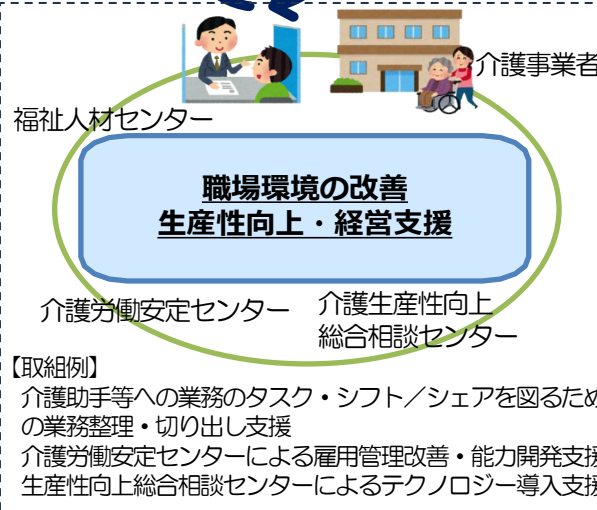 介護事業者
福祉人材センター
職場環境の改善
生産性向上・経営支援
介護労働安定センター
介護生産性向上
総合相談センター
【取組例】
介護助手等への業務のタスク・シフト／シェアを図るため
の業務整理・切り出し支援
介護労働安定センターによる雇用管理改善・能力開発支援
生産性向上総合相談センターによるテクノロジー導入支援